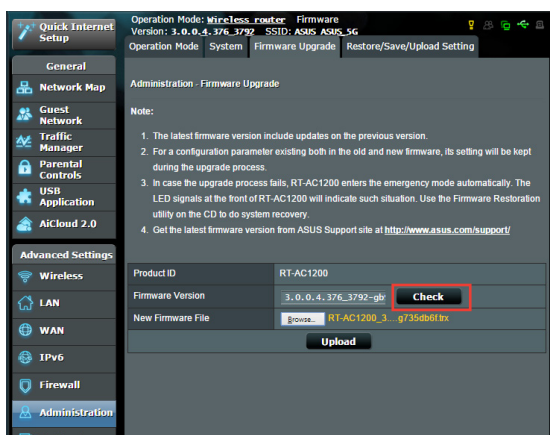 Quick Internet
Setup
Operation Mode: Wireless router Firmware
Version: 3.0.0.4.376_3792 SSID: ASUS ASUS_5G
Operation Mode System Firmware Upgrade Restore/Save/Upload Setting
General
Network Map
Guest
Network
Traffic
Manager
Parental
Controls
USB
Application
AiCloud 2.0
Advanced Settings
Wireless
LAN
WAN
IPv6
Firewall
Administration
Administration - Firmware Upgrade
Note:
1. The latest firmware version include updates on the previous version.
2. For a configuration parameter existing both in the old and new firmware, its setting will be kept
during the upgrade process.
3. In case the upgrade process fails, RT-AC1200 enters the emergency mode automatically. The
LED signals at the front of RT-AC1200 will indicate such situation. Use the Firmware Restoration
utility on the CD to do system recovery.
4. Get the latest firmware version from ASUS Support site at http://www.asus.com/support/
Product ID RT-AC1200
Firmware Version 3.0.0.4.376_3792-gb Check
New Firmware File Browse... RT-AC1200_3....g735db6f.trx
Upload